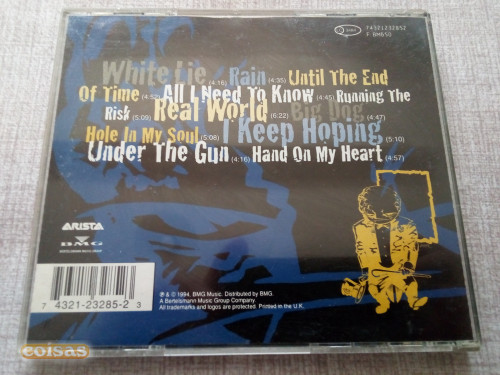 74321232852
F BM650
White Lie (4:16) Rain (4:35) Until The End
Of Time (4:52) All I Need To Know (4:45) Running The
Risk (5:09) Real World (6:22) Big Dog (4:47)
Hole In My Soul (5:08) I Keep Hoping (5:10)
Under The Gun (4:16) Hand On My Heart (4:57)
ARISTA
BMG
℗ & © 1994, BMG Music. Distributed by BMG.
A Bertelsmann Music Group Company.
All trademarks and logos are protected. Printed in the U.K.
7 4321-23285-2 3
coisas